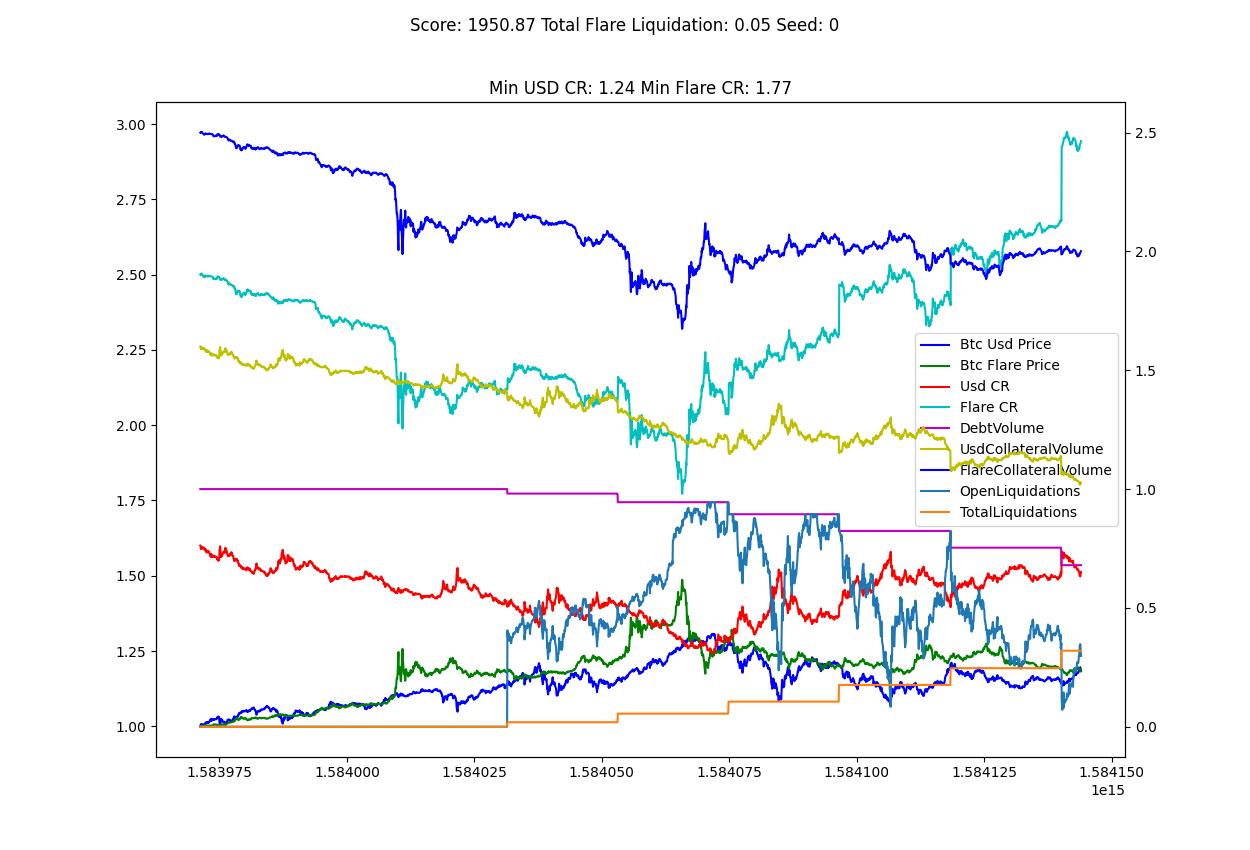 Score: 1950.87 Total Flare Liquidation: 0.05 Seed: 0
Min USD CR: 1.24 Min Flare CR: 1.77
3.00
2.75
2.50
2.25
2.00
1.75
1.50
1.25
1.00
2.5
2.0
1.5
1.0
0.5
0.0
Btc Usd Price
Btc Flare Price
Usd CR
Flare CR
DebtVolume
UsdCollateralVolume
FlareCollateralVolume
OpenLiquidations
TotalLiquidations
1.583975 1.584000 1.584025 1.584050 1.584075 1.584100 1.584125 1.584150
1e15